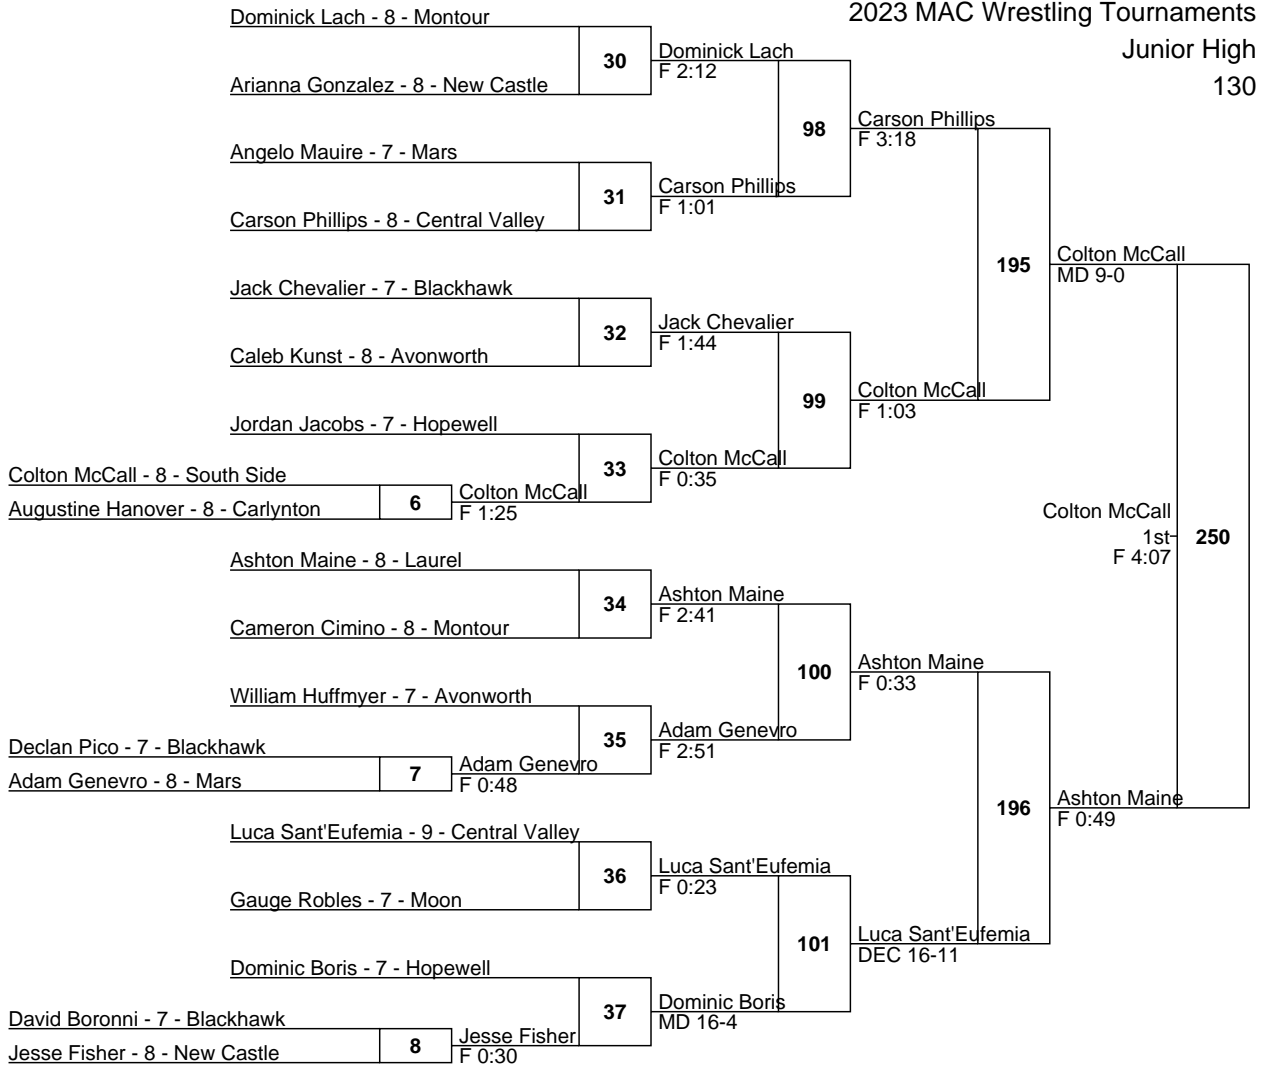 2023 MAC Wrestling Tournaments
Junior High
130
Dominick Lach - 8 - Montour
30
Dominick Lach
F 2:12
Arianna Gonzalez - 8 - New Castle
98
Carson Phillips
F 3:18
Angelo Mauire - 7 - Mars
31
Carson Phillips
F 1:01
Carson Phillips - 8 - Central Valley
195
Colton McCall
MD 9-0
Jack Chevalier - 7 - Blackhawk
32
Jack Chevalier
F 1:44
Caleb Kunst - 8 - Avonworth
99
Colton McCall
F 1:03
Jordan Jacobs - 7 - Hopewell
33
Colton McCall
F 0:35
Colton McCall - 8 - South Side
6
Colton McCall
F 1:25
Augustine Hanover - 8 - Carlynton
Colton McCall
1st
F 4:07
250
Ashton Maine - 8 - Laurel
34
Ashton Maine
F 2:41
Cameron Cimino - 8 - Montour
100
Ashton Maine
F 0:33
William Huffmyer - 7 - Avonworth
35
Adam Genevro
F 2:51
Declan Pico - 7 - Blackhawk
7
Adam Genevro
F 0:48
Adam Genevro - 8 - Mars
196
Ashton Maine
F 0:49
Luca Sant'Eufemia - 9 - Central Valley
36
Luca Sant'Eufemia
F 0:23
Gauge Robles - 7 - Moon
101
Luca Sant'Eufemia
DEC 16-11
Dominic Boris - 7 - Hopewell
37
Dominic Boris
MD 16-4
David Boronni - 7 - Blackhawk
8
Jesse Fisher
F 0:30
Jesse Fisher - 8 - New Castle